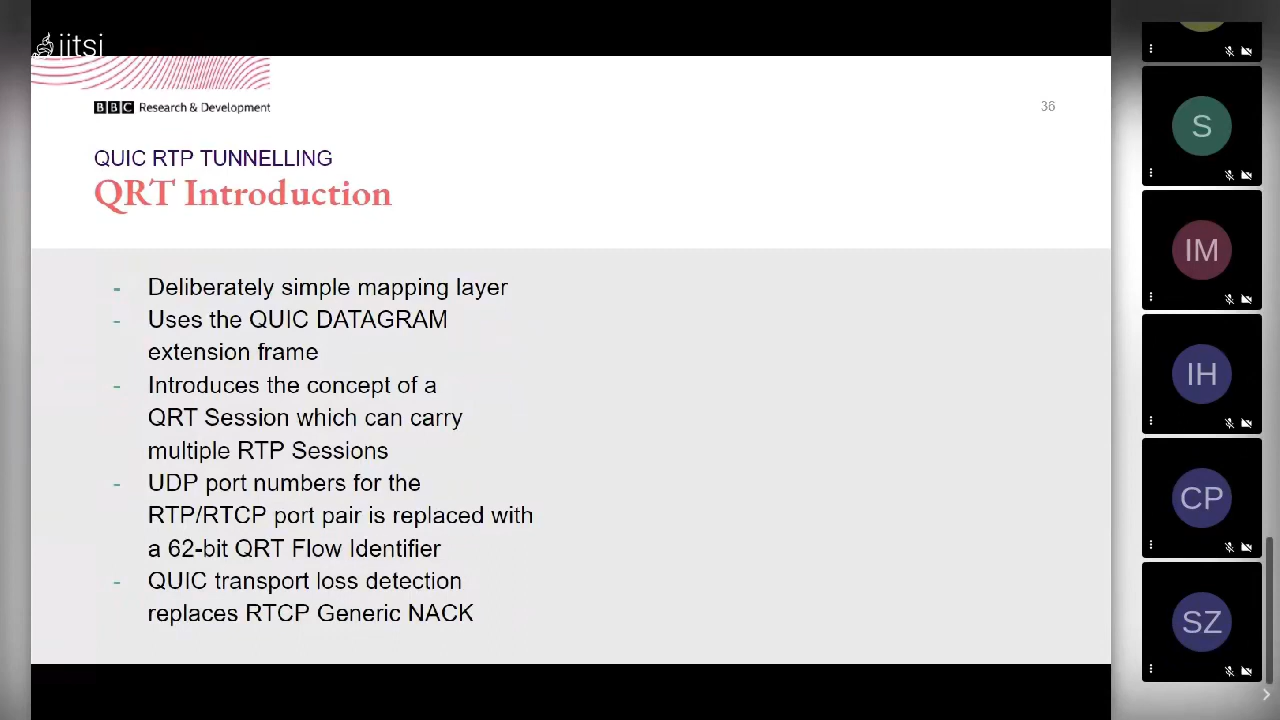 jitsi
BBC Research & Development
36
QUIC RTP TUNNELLING
QRT Introduction
- Deliberately simple mapping layer
- Uses the QUIC DATAGRAM
extension frame
- Introduces the concept of a
QRT Session which can carry
multiple RTP Sessions
- UDP port numbers for the
RTP/RTCP port pair is replaced with
a 62-bit QRT Flow Identifier
- QUIC transport loss detection
replaces RTCP Generic NACK
S
IM
IH
CP
SZ